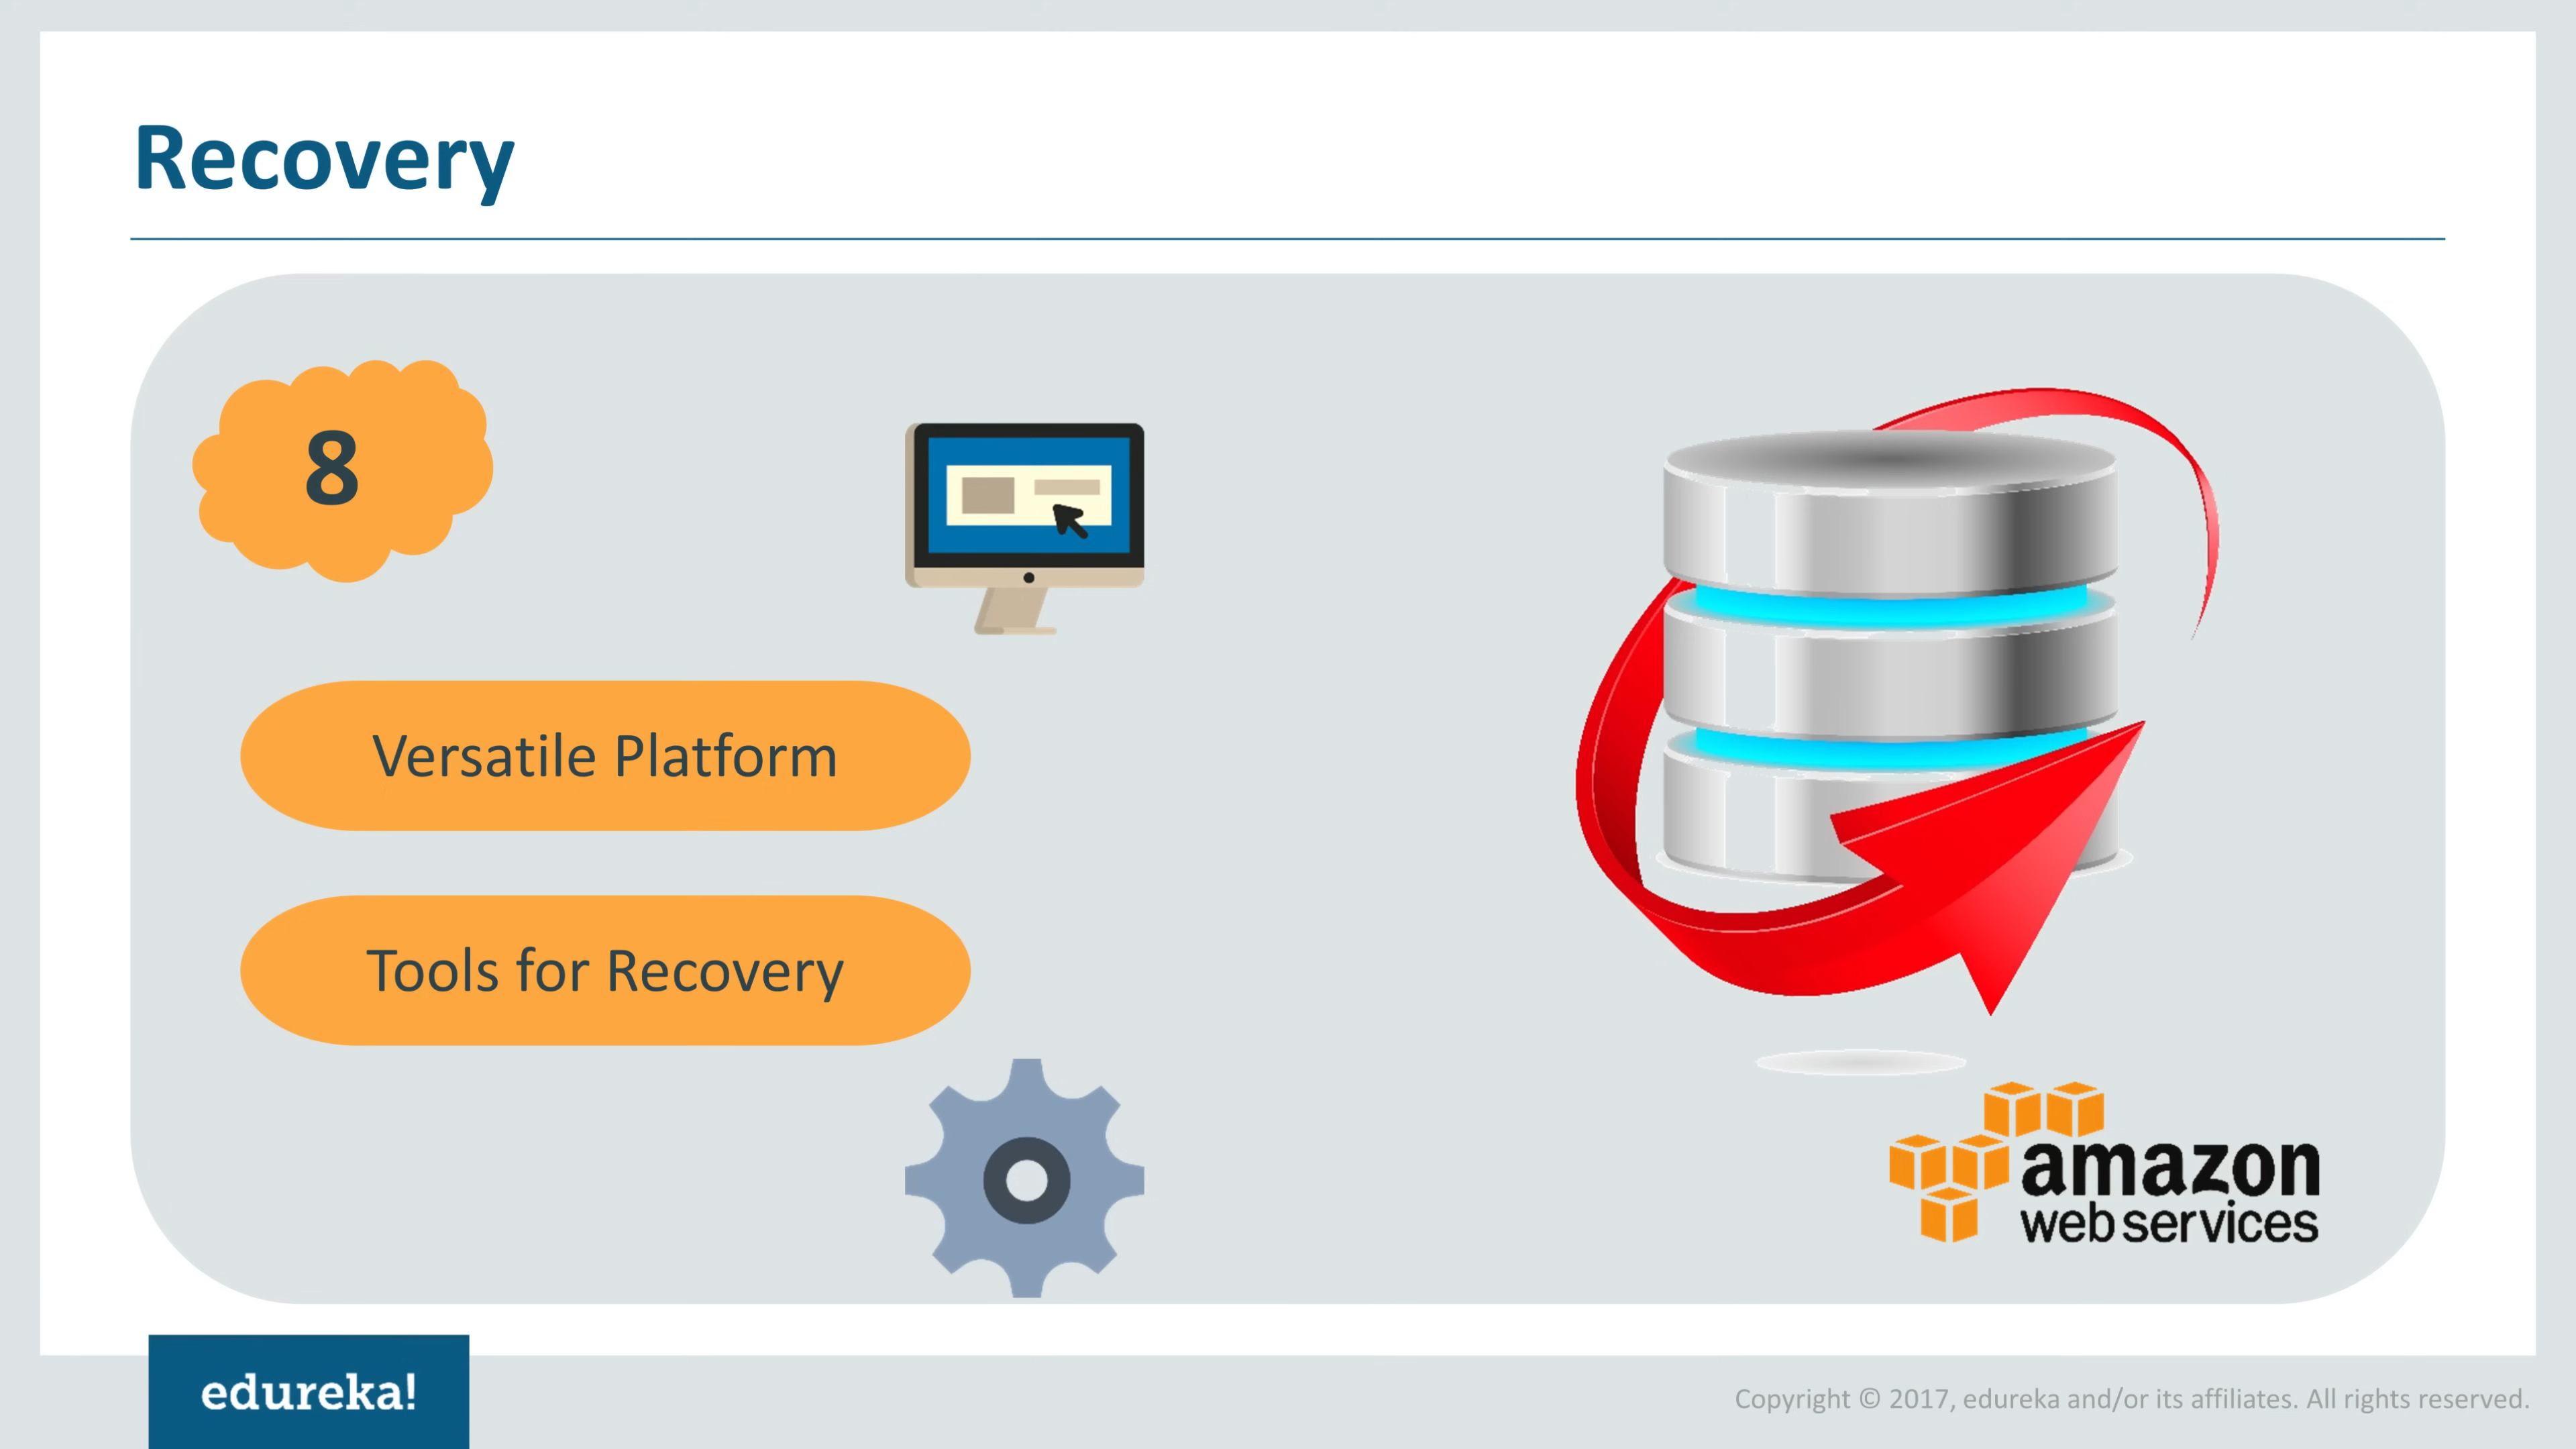 Recovery
8
Versatile Platform
Tools for Recovery
amazon
web services
edureka!
Copyright © 2017, edureka and/or its affiliates. All rights reserved.